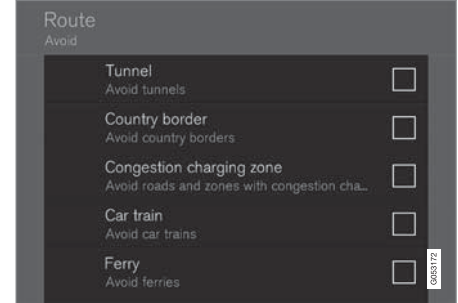 Route
Avoid
Tunnel
Avoid tunnels
Country border
Avoid country borders
Congestion charging zone
Avoid roads and zones with congestion cha...
Car train
Avoid car trains
Ferry
Avoid ferries
G053172